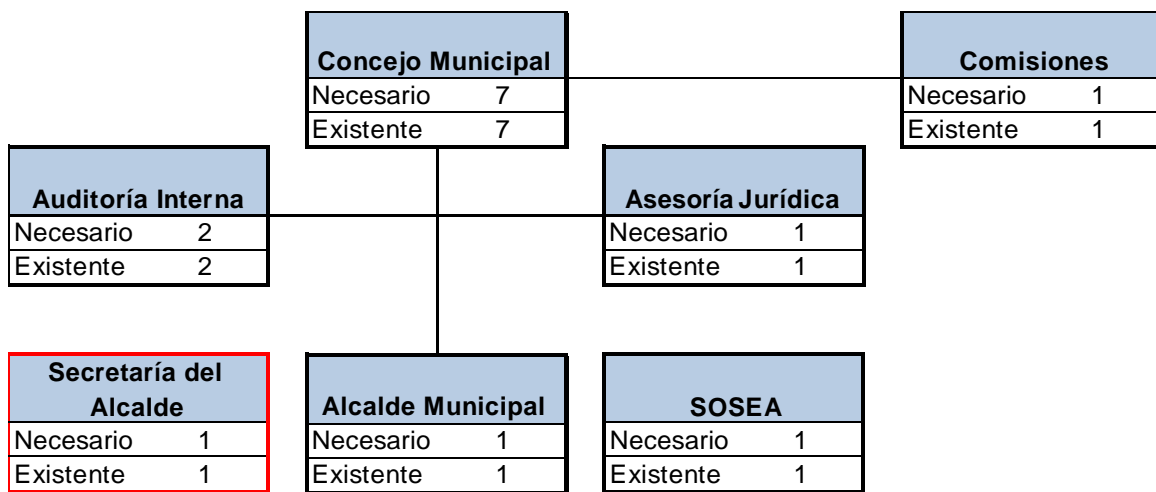 Concejo Municipal
Necesario 7
Existente 7
Comisiones
Necesario 1
Existente 1
Auditoría Interna
Necesario 2
Existente 2
Asesoría Jurídica
Necesario 1
Existente 1
Secretaría del
Alcalde
Necesario 1
Existente 1
Alcalde Municipal
Necesario 1
Existente 1
SOSEA
Necesario 1
Existente 1